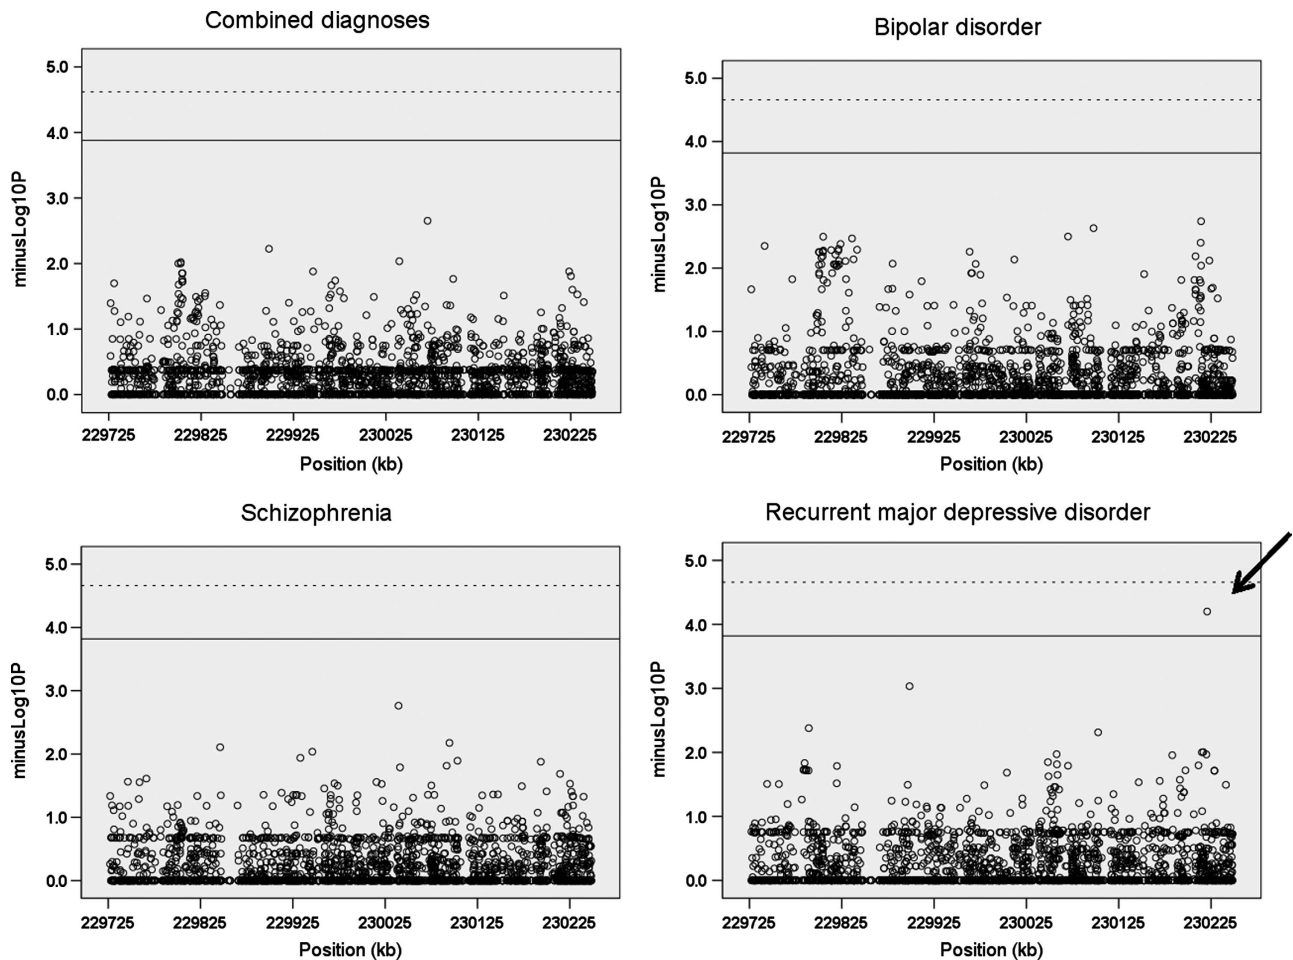 Combined diagnoses
minusLog10P
5.0
4.0
3.0
2.0
1.0
0.0
229725 229825 229925 230025 230125 230225
Position (kb)
Bipolar disorder
minusLog10P
5.0
4.0
3.0
2.0
1.0
0.0
229725 229825 229925 230025 230125 230225
Position (kb)
Schizophrenia
minusLog10P
5.0
4.0
3.0
2.0
1.0
0.0
229725 229825 229925 230025 230125 230225
Position (kb)
Recurrent major depressive disorder
minusLog10P
5.0
4.0
3.0
2.0
1.0
0.0
229725 229825 229925 230025 230125 230225
Position (kb)